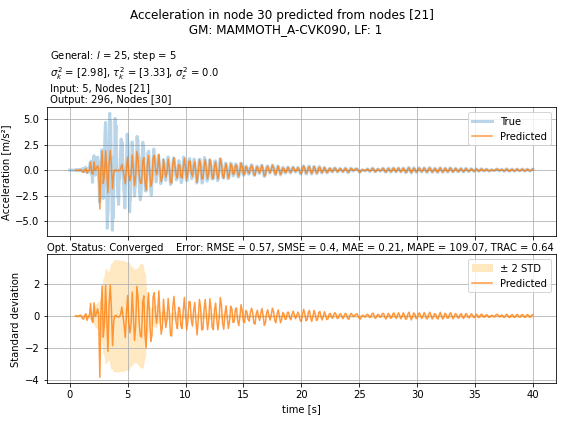 Acceleration in node 30 predicted from nodes [21]
GM: MAMMOTH_A-CVK090, LF: 1
General: l = 25, step = 5
σ²ₖ = [2.98], τ²ₖ = [3.33], σ²ε = 0.0
Input: 5, Nodes [21]
Output: 296, Nodes [30]
Acceleration [m/s²]
5.0
2.5
0.0
−2.5
−5.0
True
Predicted
Opt. Status: Converged Error: RMSE = 0.57, SMSE = 0.4, MAE = 0.21, MAPE = 109.07, TRAC = 0.64
Standard deviation
2
0
−2
−4
± 2 STD
Predicted
0 5 10 15 20 25 30 35 40
time [s]